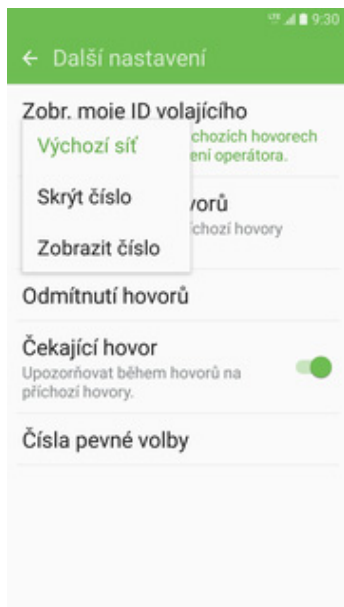 LTE 9:30
Další nastavení
Zobr. moje ID volajícího
chozích hovorech
ení operátora.
Výchozí síť
Skrýt číslo
Zobrazit číslo
vorů
íchozí hovory
Odmítnutí hovorů
Čekající hovor
Upozorňovat během hovorů na
příchozí hovory.
Čísla pevné volby